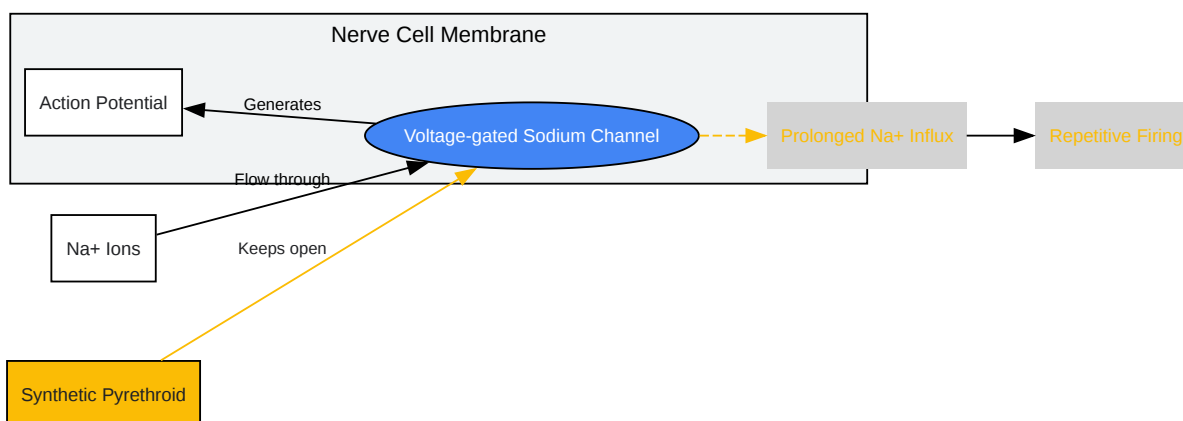 Nerve Cell Membrane
Action Potential
Generates
Voltage-gated Sodium Channel
Prolonged Na+ Influx
Repetitive Firing
Flow through
Na+ Ions
Keeps open
Synthetic Pyrethroid